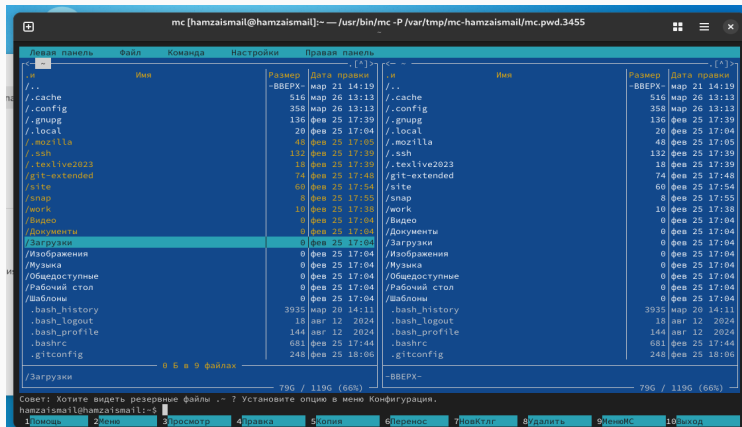 mc [hamzaismail@hamzaismail]:~ — /usr/bin/mc -P /var/tmp/mc-hamzaismail/mc.pwd.3455
~
Левая панель Файл Команда Настройки Правая панель
<— ~ .[^]> <— ~ .[^]>
.и Имя Размер Дата правки .и Имя Размер Дата правки
/.. -ВВЕРХ- мар 21 14:19 /.. -ВВЕРХ- мар 21 14:19
/.cache 516 мар 26 13:13 /.cache 516 мар 26 13:13
/.config 358 мар 26 13:13 /.config 358 мар 26 13:13
/.gnupg 136 фев 25 17:39 /.gnupg 136 фев 25 17:39
/.local 20 фев 25 17:04 /.local 20 фев 25 17:04
/.mozilla 48 фев 25 17:05 /.mozilla 48 фев 25 17:05
/.ssh 132 фев 25 17:39 /.ssh 132 фев 25 17:39
/.texlive2023 18 фев 25 17:39 /.texlive2023 18 фев 25 17:39
/git-extended 74 фев 25 17:48 /git-extended 74 фев 25 17:48
/site 60 фев 25 17:54 /site 60 фев 25 17:54
/snap 8 фев 25 17:55 /snap 8 фев 25 17:55
/work 10 фев 25 17:38 /work 10 фев 25 17:38
/Видео 0 фев 25 17:04 /Видео 0 фев 25 17:04
/Документы 0 фев 25 17:04 /Документы 0 фев 25 17:04
/Загрузки 0 фев 25 17:04 /Загрузки 0 фев 25 17:04
/Изображения 0 фев 25 17:04 /Изображения 0 фев 25 17:04
/Музыка 0 фев 25 17:04 /Музыка 0 фев 25 17:04
/Общедоступные 0 фев 25 17:04 /Общедоступные 0 фев 25 17:04
/Рабочий стол 0 фев 25 17:04 /Рабочий стол 0 фев 25 17:04
/Шаблоны 0 фев 25 17:04 /Шаблоны 0 фев 25 17:04
.bash_history 3935 мар 20 14:11 .bash_history 3935 мар 20 14:11
.bash_logout 18 авг 12 2024 .bash_logout 18 авг 12 2024
.bash_profile 144 авг 12 2024 .bash_profile 144 авг 12 2024
.bashrc 681 фев 25 17:44 .bashrc 681 фев 25 17:44
.gitconfig 248 фев 25 18:06 .gitconfig 248 фев 25 18:06
0 Б в 9 файлах
/Загрузки -ВВЕРХ-
79G / 119G (66%) 79G / 119G (66%)
Совет: Хотите видеть резервные файлы .~ ? Установите опцию в меню Конфигурация.
hamzaismail@hamzaismail:~$
1Помощь 2Меню 3Просмотр 4Правка 5Копия 6Перенос 7НовКтлг 8Удалить 9МенюMC 10Выход